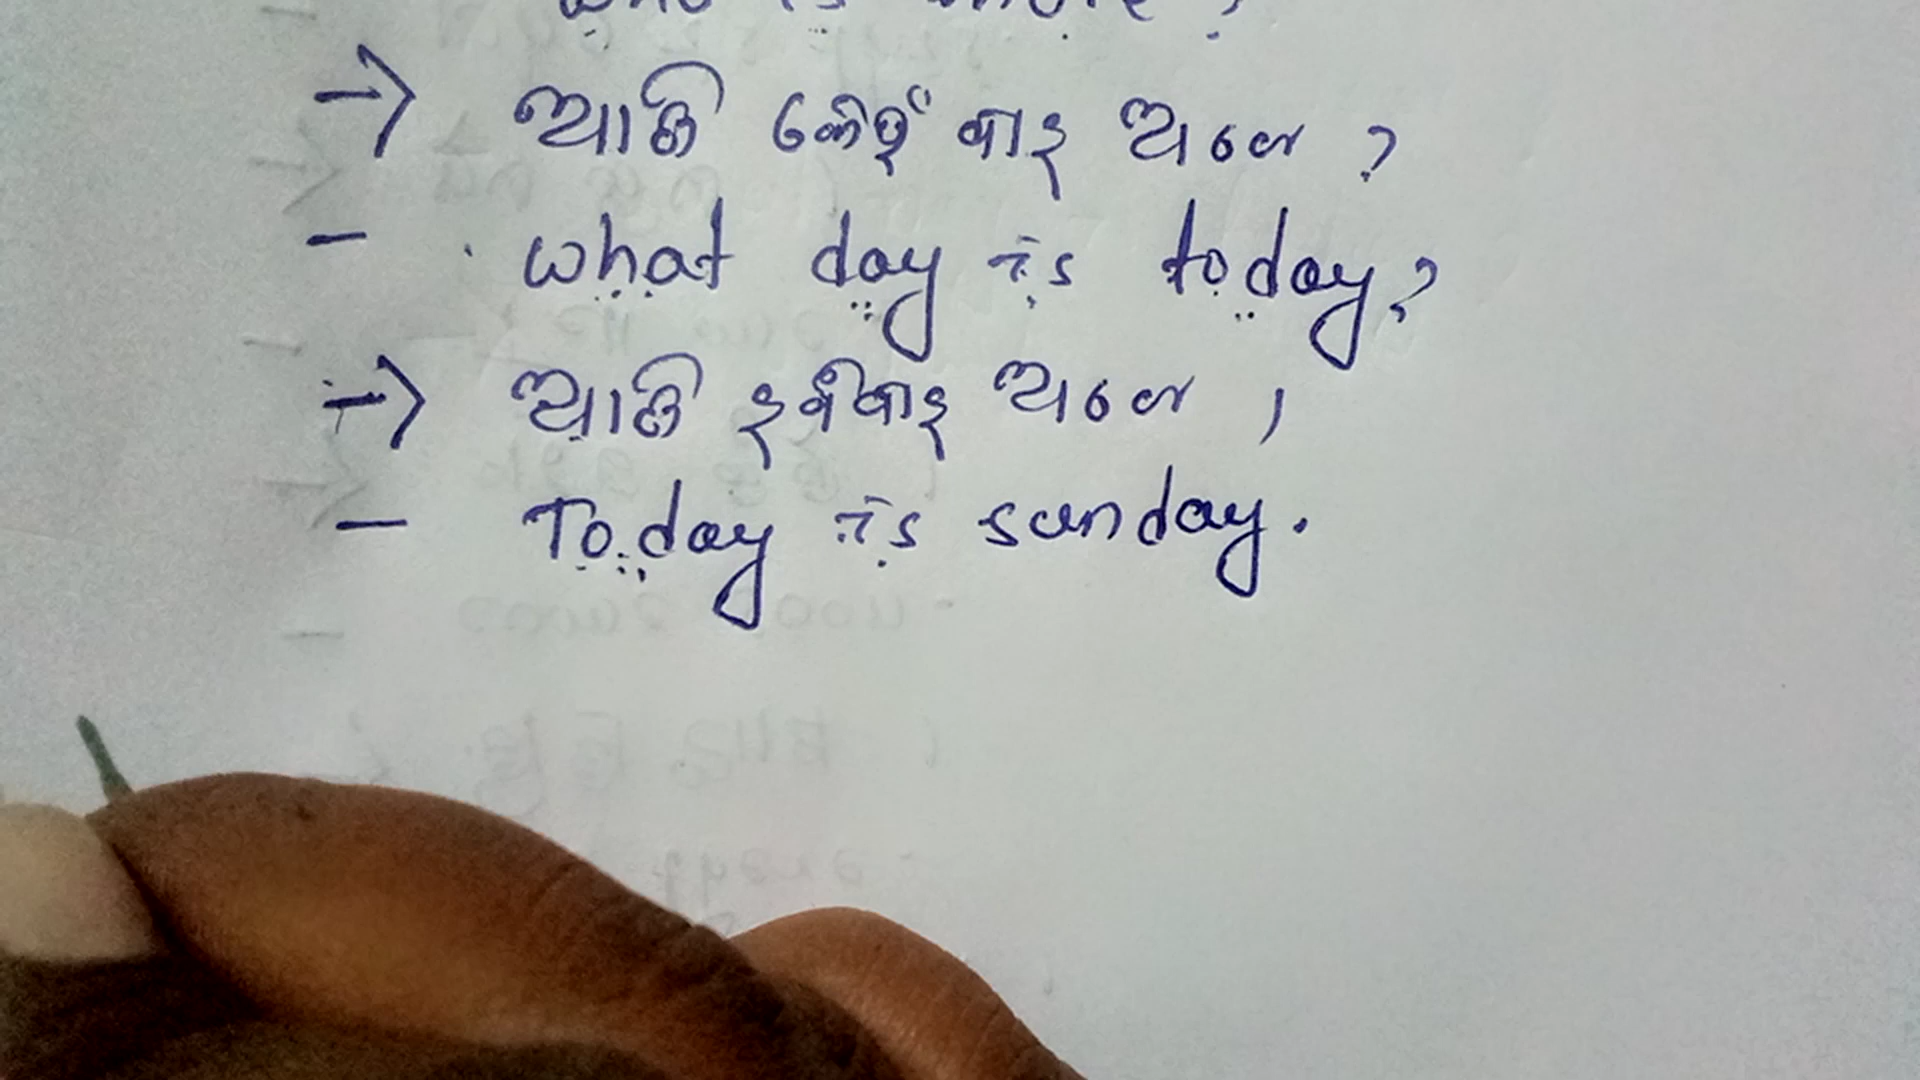 → ଆଜି କେଉଁ ବାର ଅଟେ ?
- what day is today?
→ ଆଜି ରବିବାର ଅଟେ ।
- Today is sunday.